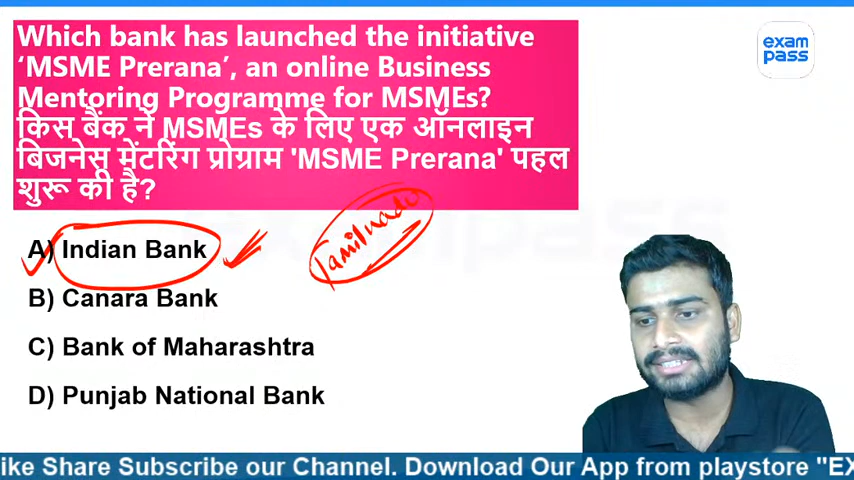 Which bank has launched the initiative
‘MSME Prerana’, an online Business
Mentoring Programme for MSMEs?
किस बैंक ने MSMEs के लिए एक ऑनलाइन
बिजनेस मेंटरिंग प्रोग्राम 'MSME Prerana' पहल
शुरू की है?
exam
pass
A) Indian Bank
Tamilnadu
B) Canara Bank
C) Bank of Maharashtra
D) Punjab National Bank
exampass
ike Share Subscribe our Channel. Download Our App from playstore "EX